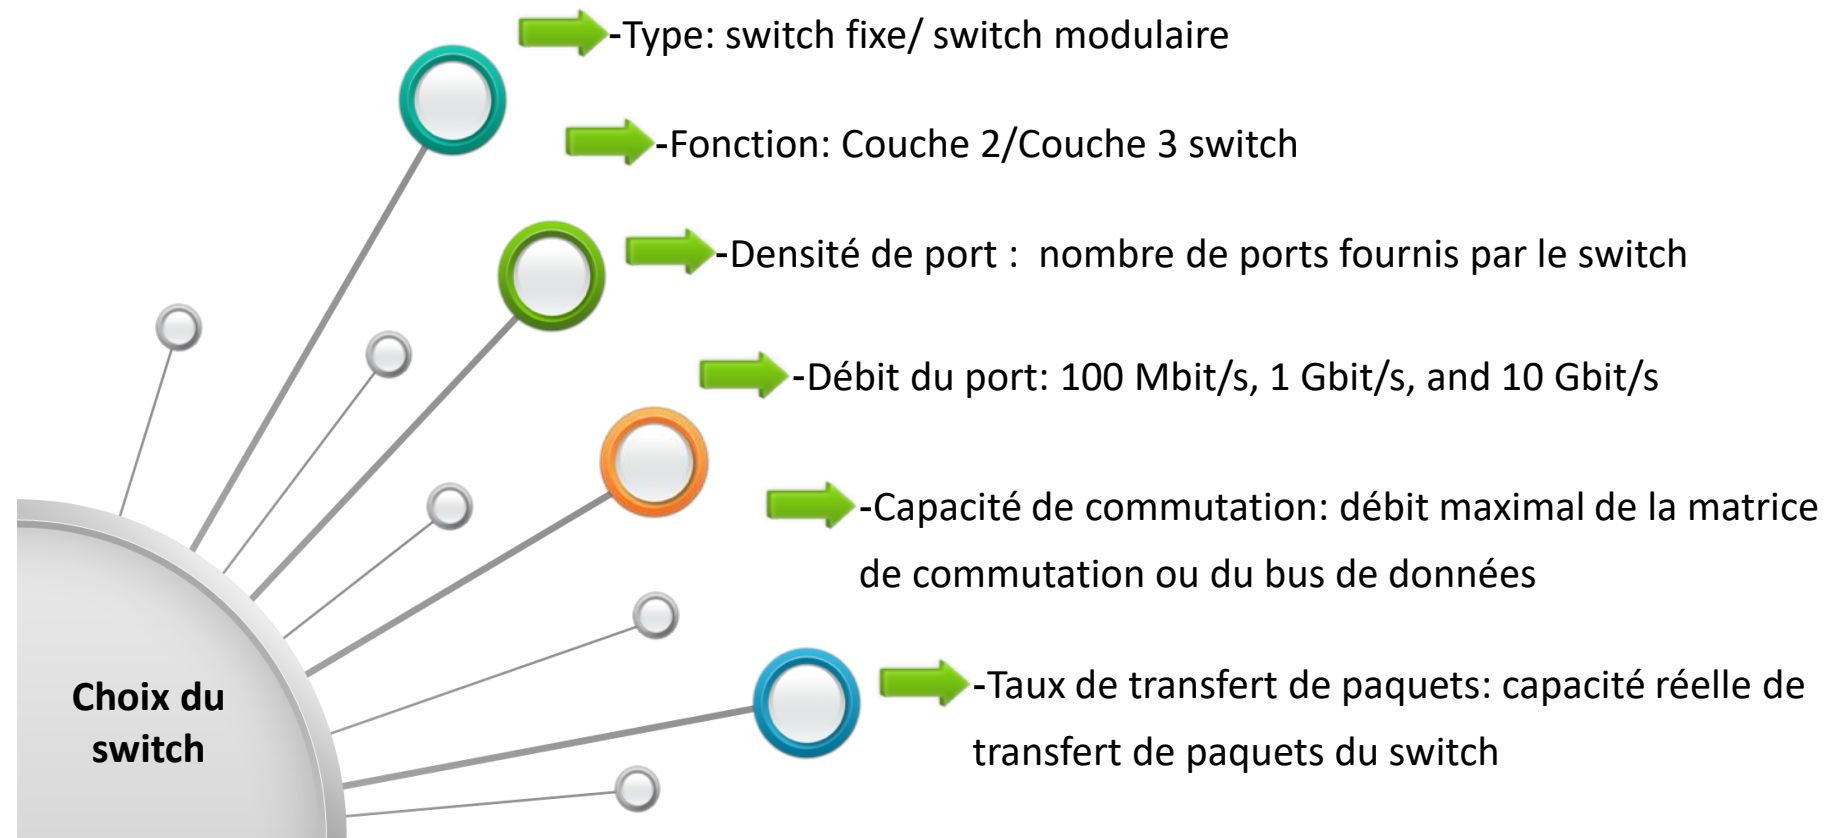 -Type: switch fixe/ switch modulaire
-Fonction: Couche 2/Couche 3 switch
-Densité de port :  nombre de ports fournis par le switch
-Débit du port: 100 Mbit/s, 1 Gbit/s, and 10 Gbit/s
-Capacité de commutation: débit maximal de la matrice
de commutation ou du bus de données
-Taux de transfert de paquets: capacité réelle de
transfert de paquets du switch
Choix du
switch